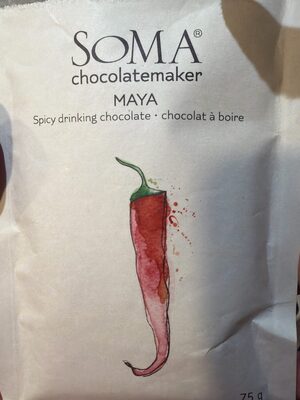 SOMA®
chocolatemaker
MAYA
Spicy drinking chocolate • chocolat à boire
75 g